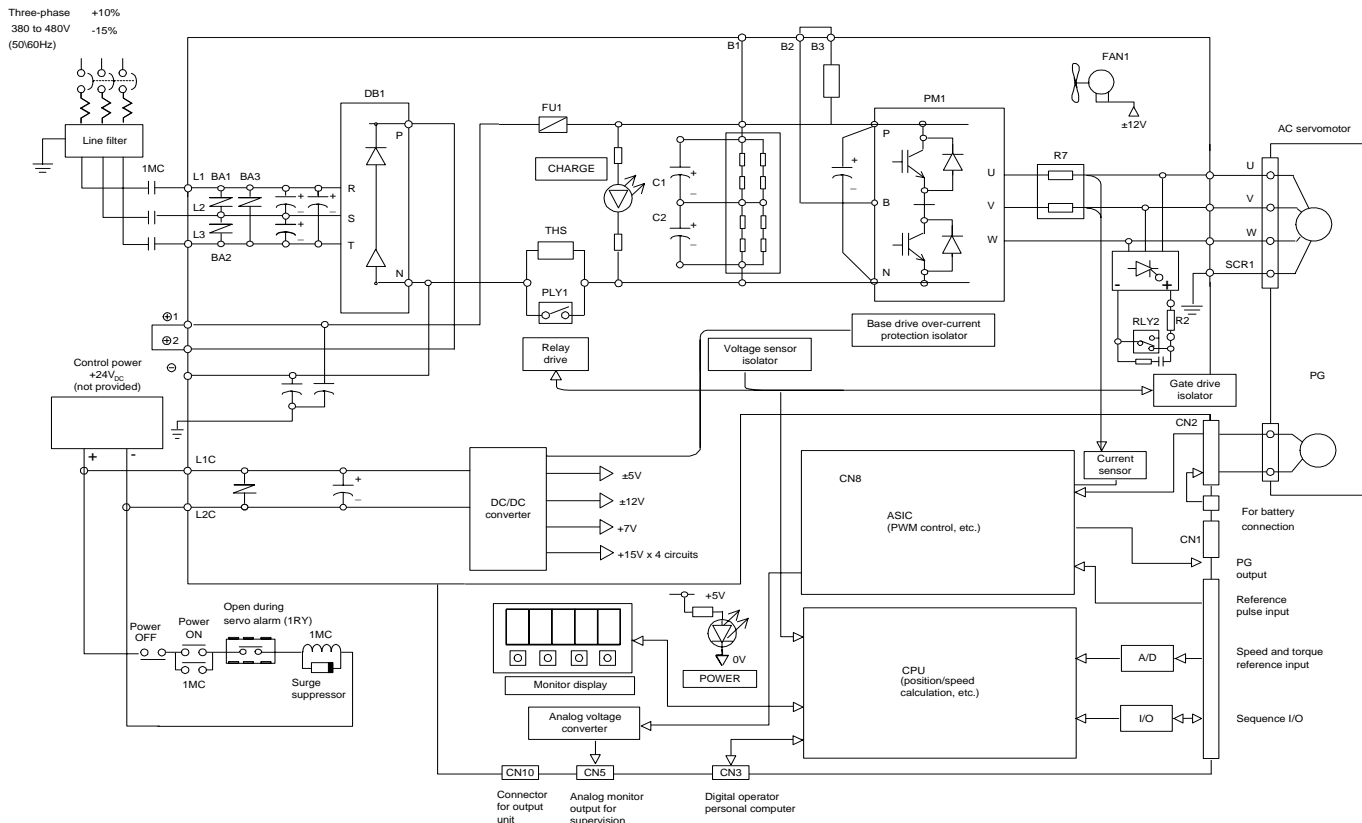 Three-phase +10%
380 to 480V -15%
(50\60Hz)
Line filter
1MC
L1 BA1 BA3
L2
L3
BA2
DB1
P
R
S
T
N
FU1
CHARGE
THS
PLY1
Relay
drive
C1
+
_
C2
+
_
B1
B2
B3
PM1
P
B
N
U
V
W
FAN1
±12V
R7
AC servomotor
U
V
W
SCR1
- +
R2
RLY2
PG
⊕1
⊕2
⊖
Base drive over-current
protection isolator
Voltage sensor
isolator
Gate drive
isolator
Control power
+24VDC
(not provided)
+ -
L1C
L2C
+
_
DC/DC
converter
±5V
±12V
+7V
+15V x 4 circuits
CN8
ASIC
(PWM control, etc.)
Current
sensor
CN2
For battery
connection
CN1
PG
output
Reference
pulse input
Speed and torque
reference input
A/D
Sequence I/O
I/O
CPU
(position/speed
calculation, etc.)
+5V
0V
POWER
Monitor display
Analog voltage
converter
Power
OFF
Power
ON
1MC
Open during
servo alarm (1RY)
1MC
Surge
suppressor
CN10
CN5
CN3
Connector
for output
unit
Analog monitor
output for
supervision
Digital operator
personal computer